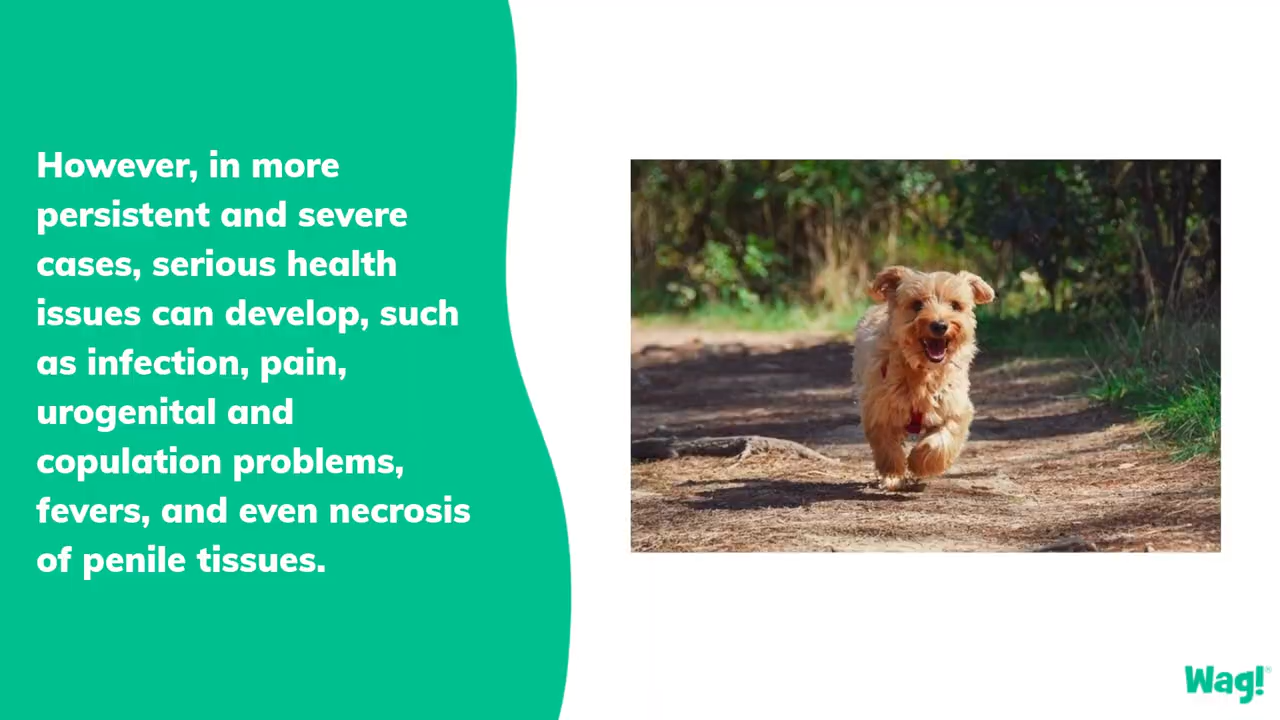 However, in more
persistent and severe
cases, serious health
issues can develop, such
as infection, pain,
urogenital and
copulation problems,
fevers, and even necrosis
of penile tissues.
Wag!